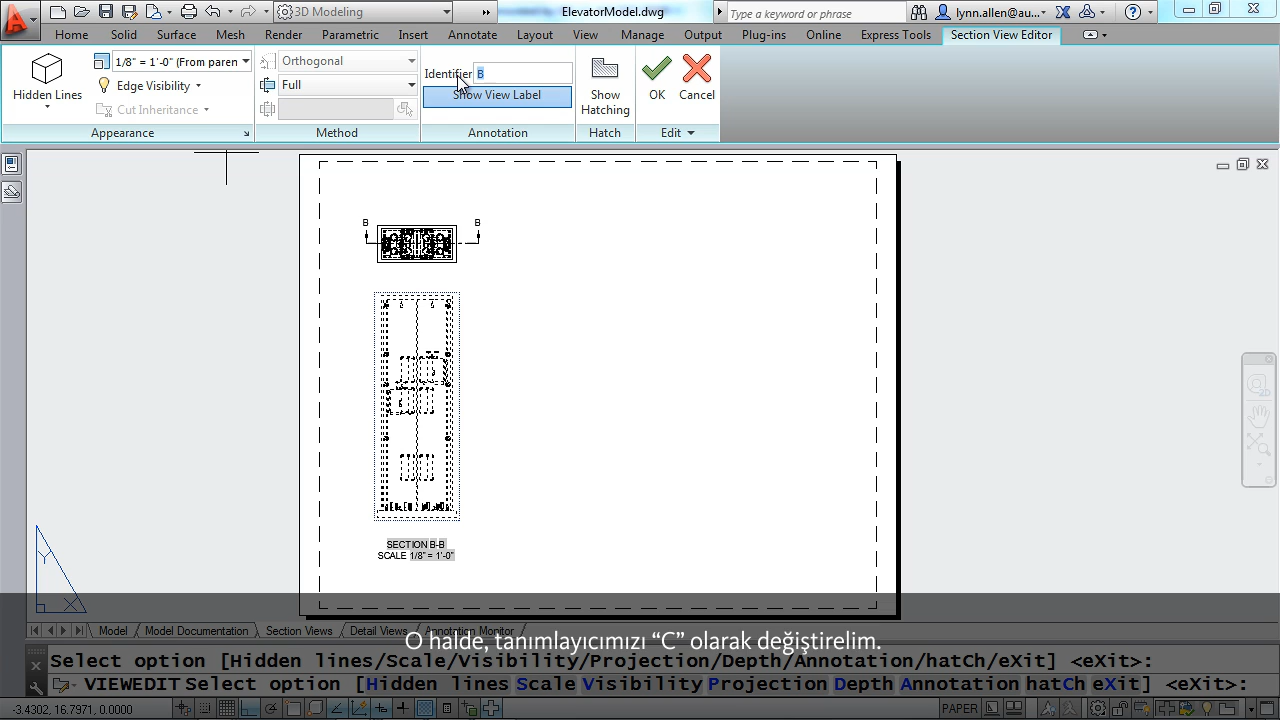 3D Modeling
ElevatorModel.dwg
Type a keyword or phrase
lynn.allen@au...
Home Solid Surface Mesh Render Parametric Insert Annotate Layout View Manage Output Plug-ins Online Express Tools Section View Editor
Hidden Lines
1/8" = 1'-0" (From paren
Edge Visibility
Cut Inheritance
Appearance
Orthogonal
Full
Method
Identifier B
Show View Label
Annotation
Show
Hatching
Hatch
OK
Cancel
Edit
B B
SECTION B-B
SCALE 1/8" = 1'-0"
2D
Y
X
Model Model Documentation Section Views Detail Views Annotation Monitor
O halde, tanımlayıcımızı “C” olarak değiştirelim.
Select option [Hidden lines/Scale/Visibility/Projection/Depth/Annotation/hatCh/eXit] <eXit>:
VIEWEDIT Select option [Hidden lines Scale Visibility Projection Depth Annotation hatCh eXit] <eXit>:
-3.4302, 16.7971, 0.0000
PAPER